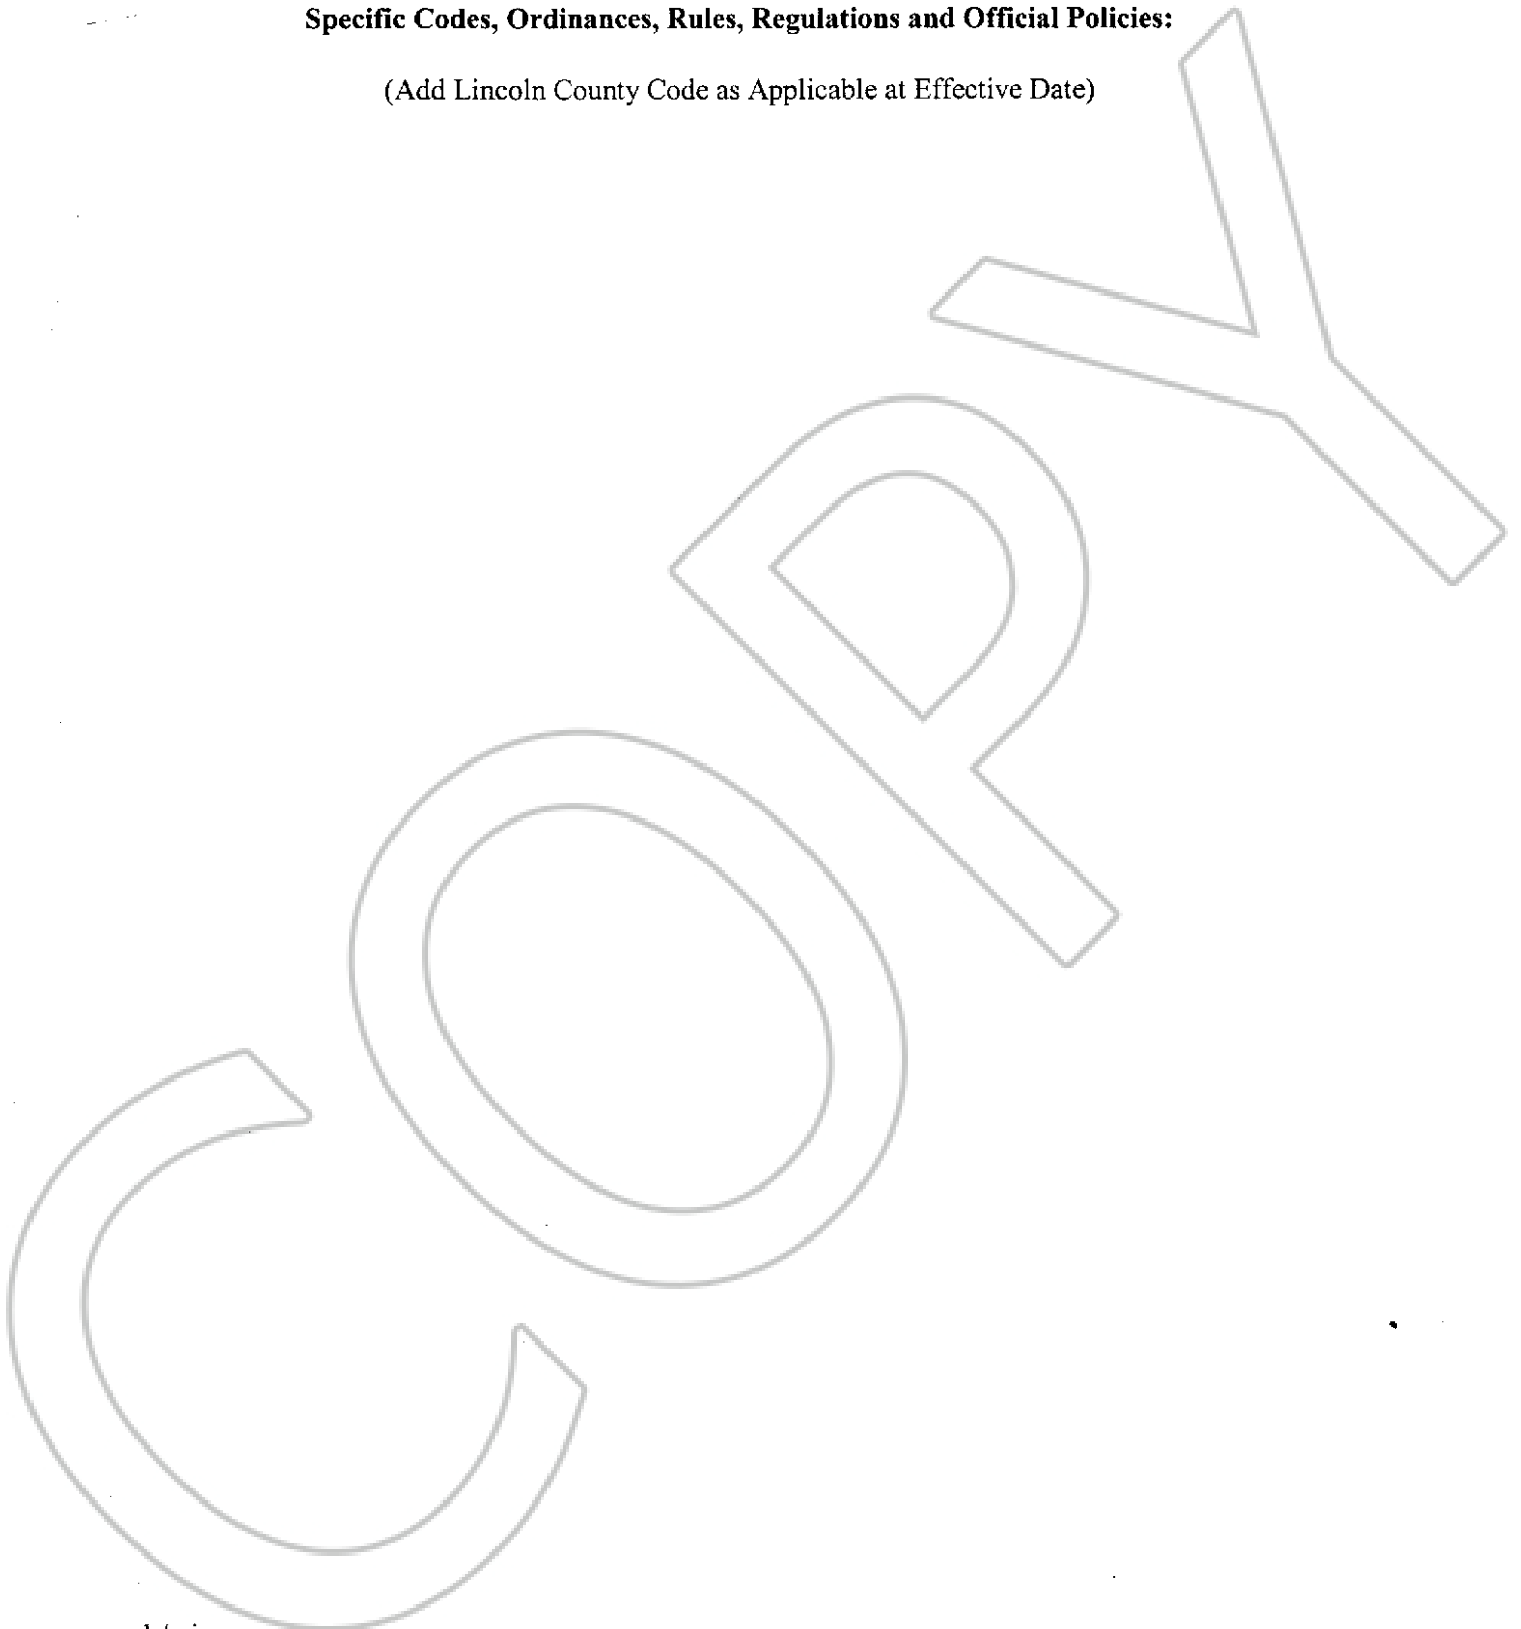 Specific Codes, Ordinances, Rules, Regulations and Official Policies:
(Add Lincoln County Code as Applicable at Effective Date)
COPY